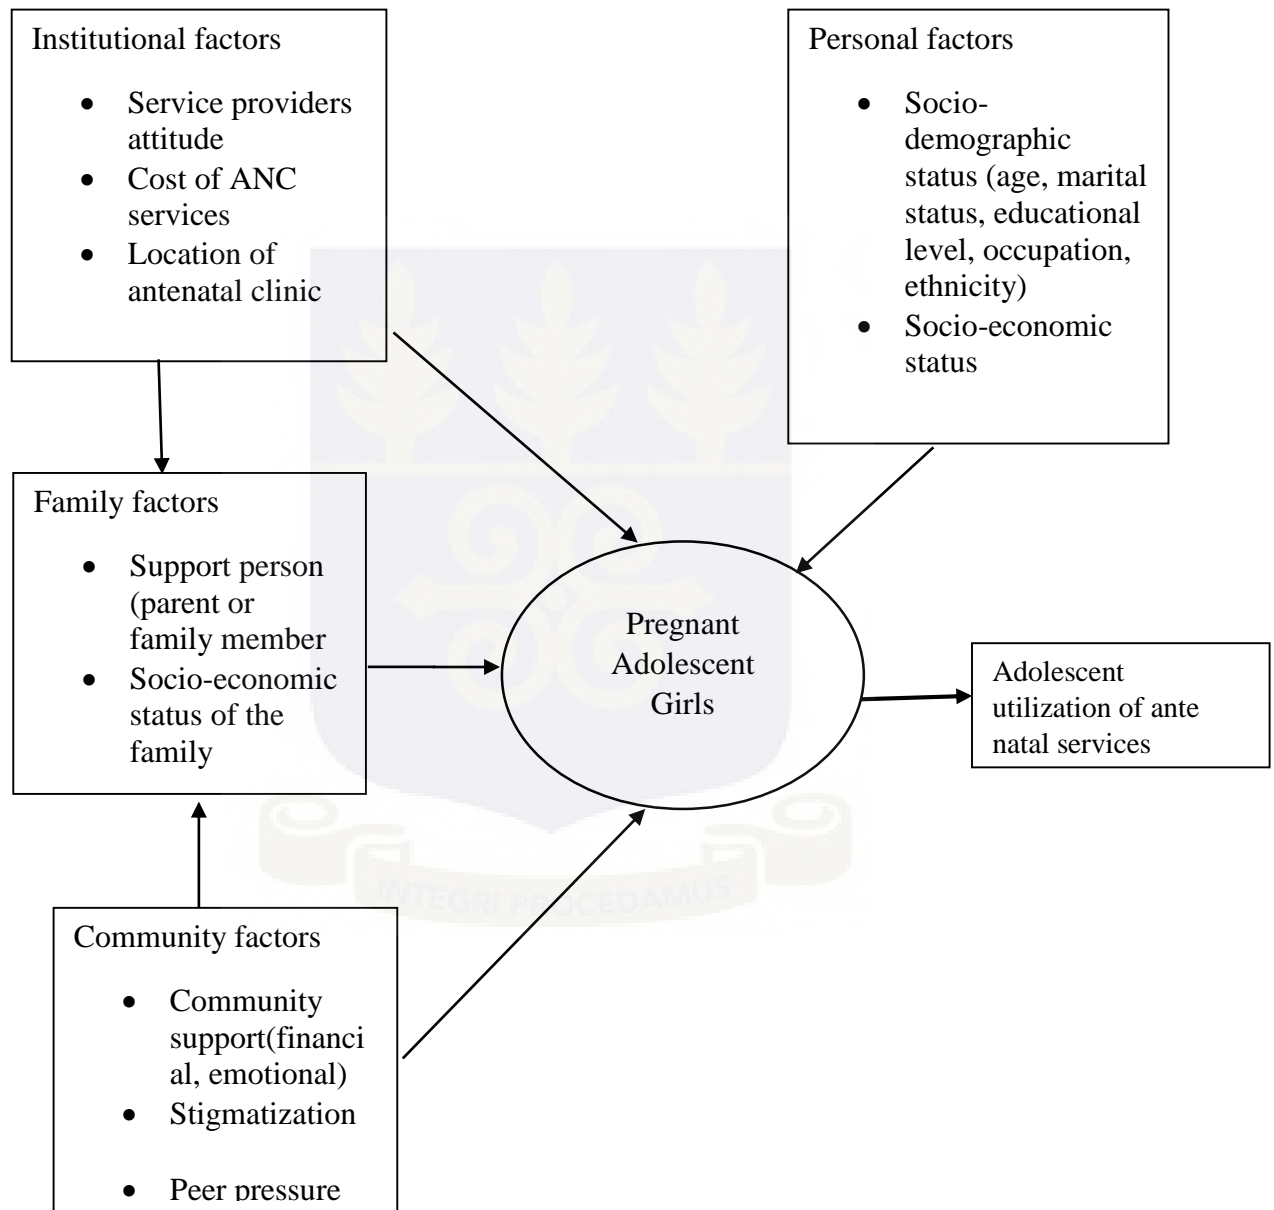 Institutional factors
• Service providers
attitude
• Cost of ANC
services
• Location of
antenatal clinic
Personal factors
• Socio-
demographic
status (age, marital
status, educational
level, occupation,
ethnicity)
• Socio-economic
status
Family factors
• Support person
(parent or
family member
• Socio-economic
status of the
family
Pregnant
Adolescent
Girls
Adolescent
utilization of ante
natal services
INTEGRI PROCEDAMUS
Community factors
• Community
support(financi
al, emotional)
• Stigmatization
• Peer pressure